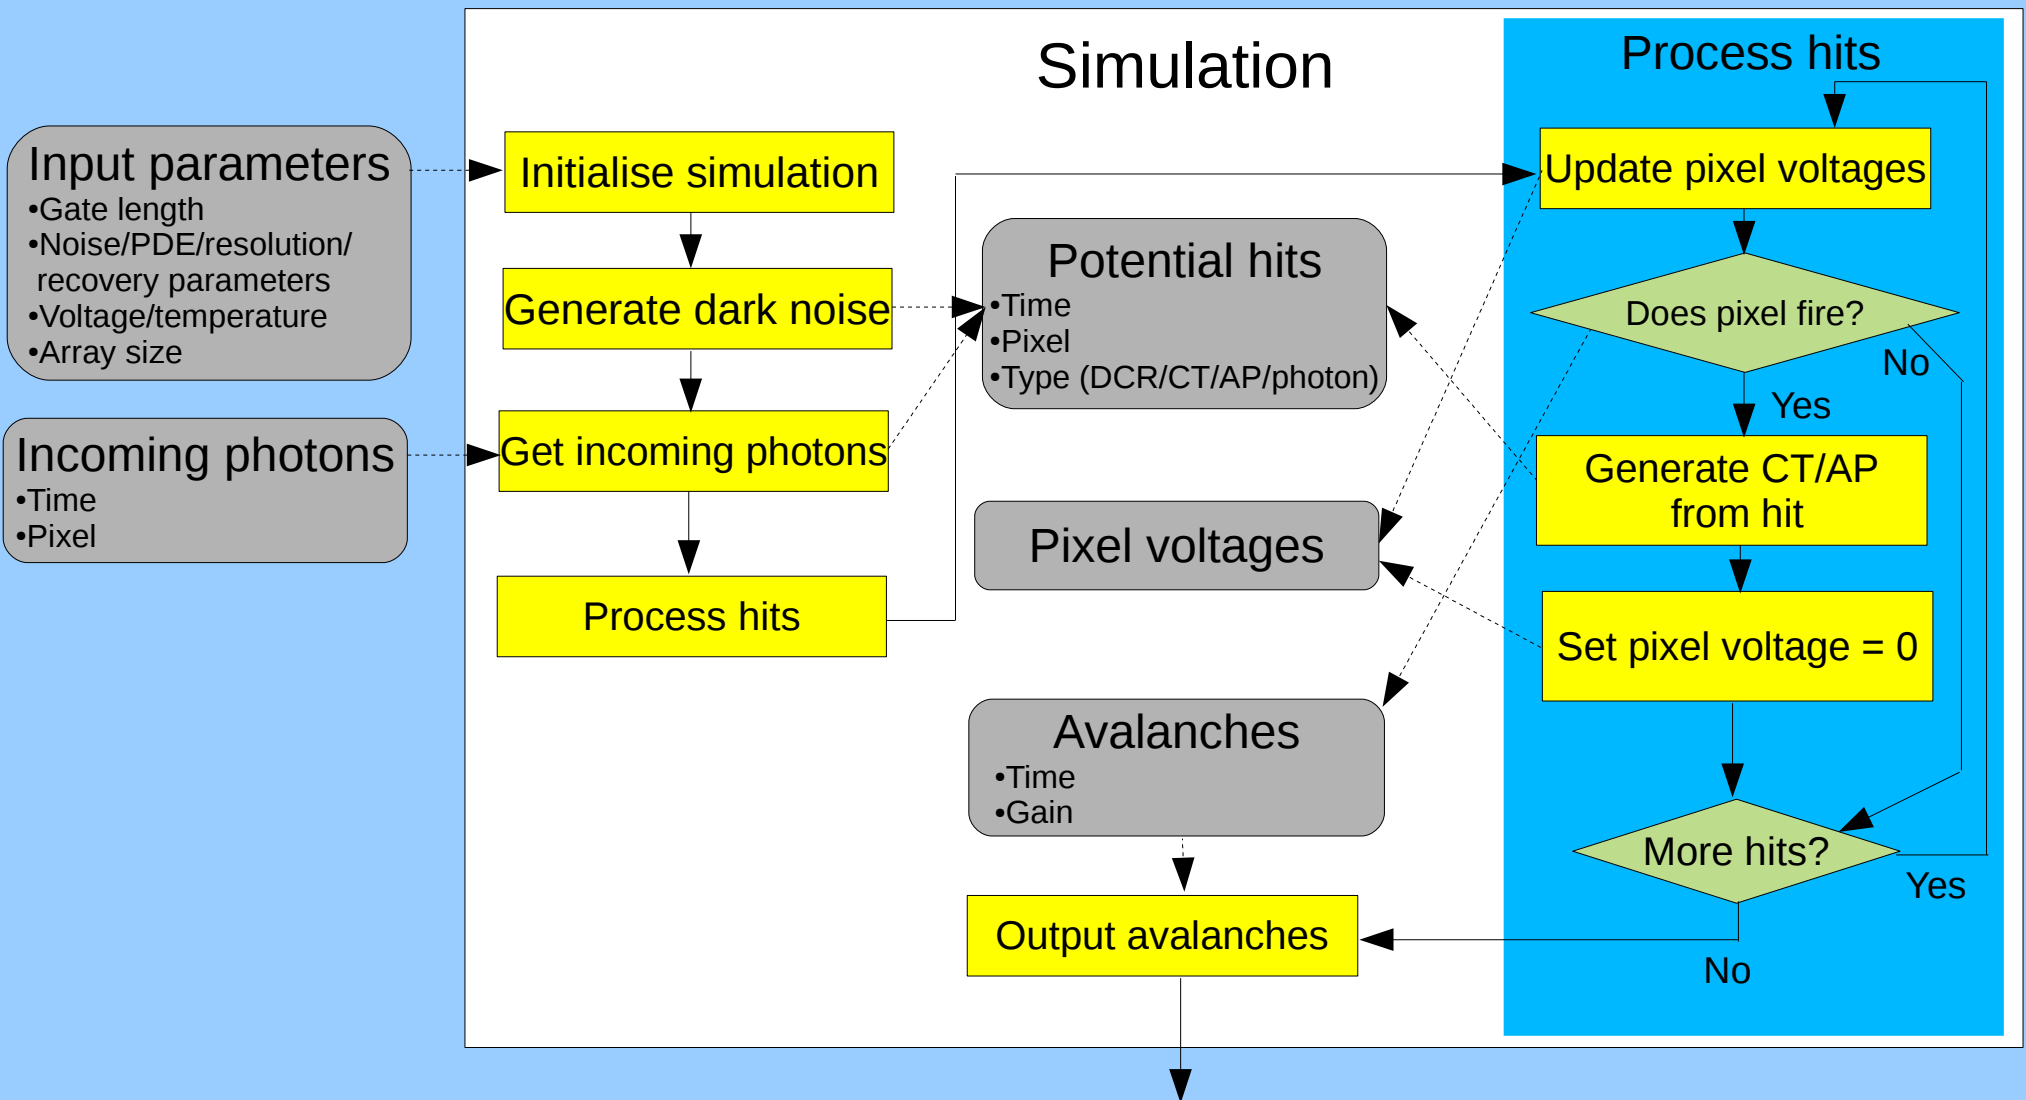 Simulation
Process hits
Input parameters
•Gate length
•Noise/PDE/resolution/
recovery parameters
•Voltage/temperature
•Array size
Incoming photons
•Time
•Pixel
Initialise simulation
Generate dark noise
Get incoming photons
Process hits
Potential hits
•Time
•Pixel
•Type (DCR/CT/AP/photon)
Pixel voltages
Avalanches
•Time
•Gain
Output avalanches
Update pixel voltages
Does pixel fire?
No
Yes
Generate CT/AP
from hit
Set pixel voltage = 0
More hits?
Yes
No